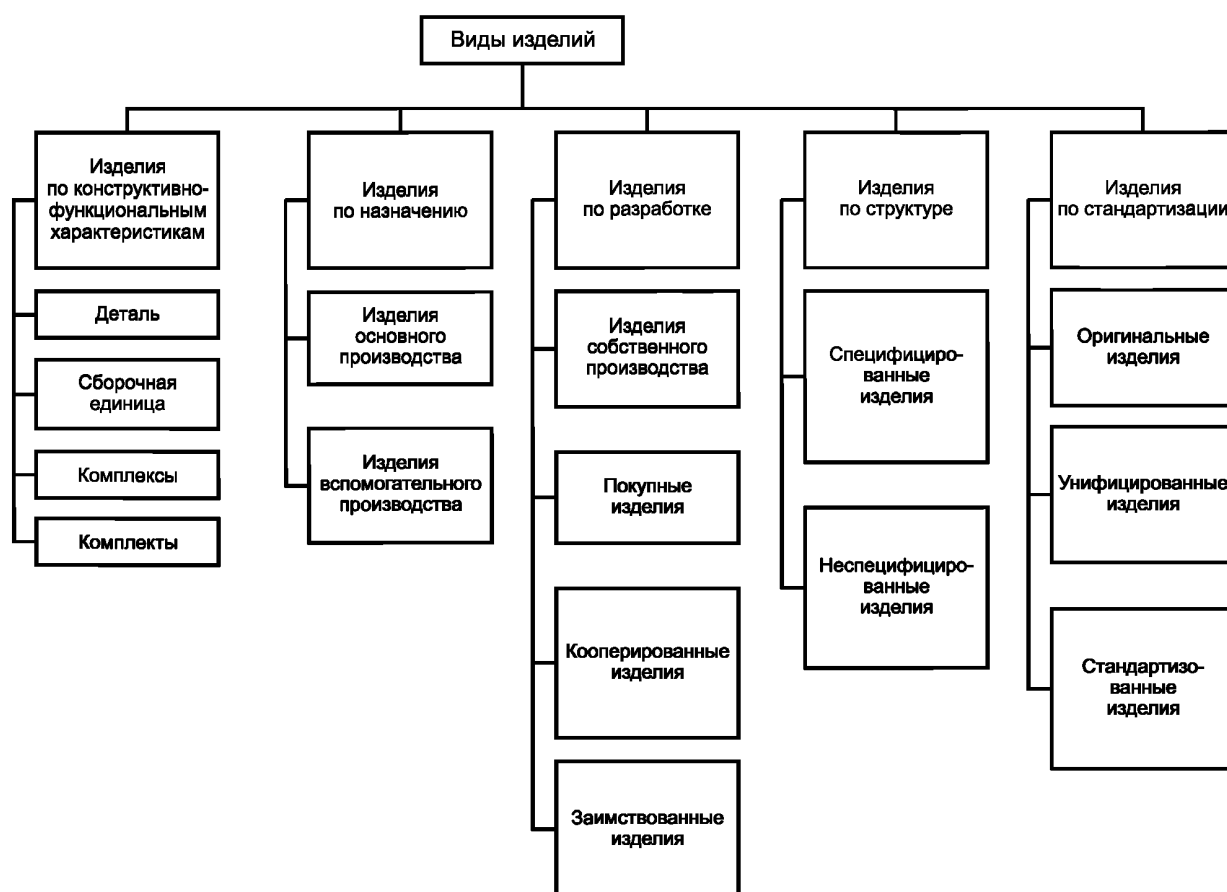 Виды изделий
Изделия
по конструктивно-
функциональным
характеристикам
Деталь
Сборочная
единица
Комплексы
Комплекты
Изделия
по назначению
Изделия
основного
производства
Изделия
вспомогательного
производства
Изделия
по разработке
Изделия
собственного
производства
Покупные
изделия
Кооперированные
изделия
Заимствованные
изделия
Изделия
по структуре
Специфициро-
ванные
изделия
Неспецифициро-
ванные
изделия
Изделия
по стандартизации
Оригинальные
изделия
Унифицированные
изделия
Стандартизо-
ванные
изделия